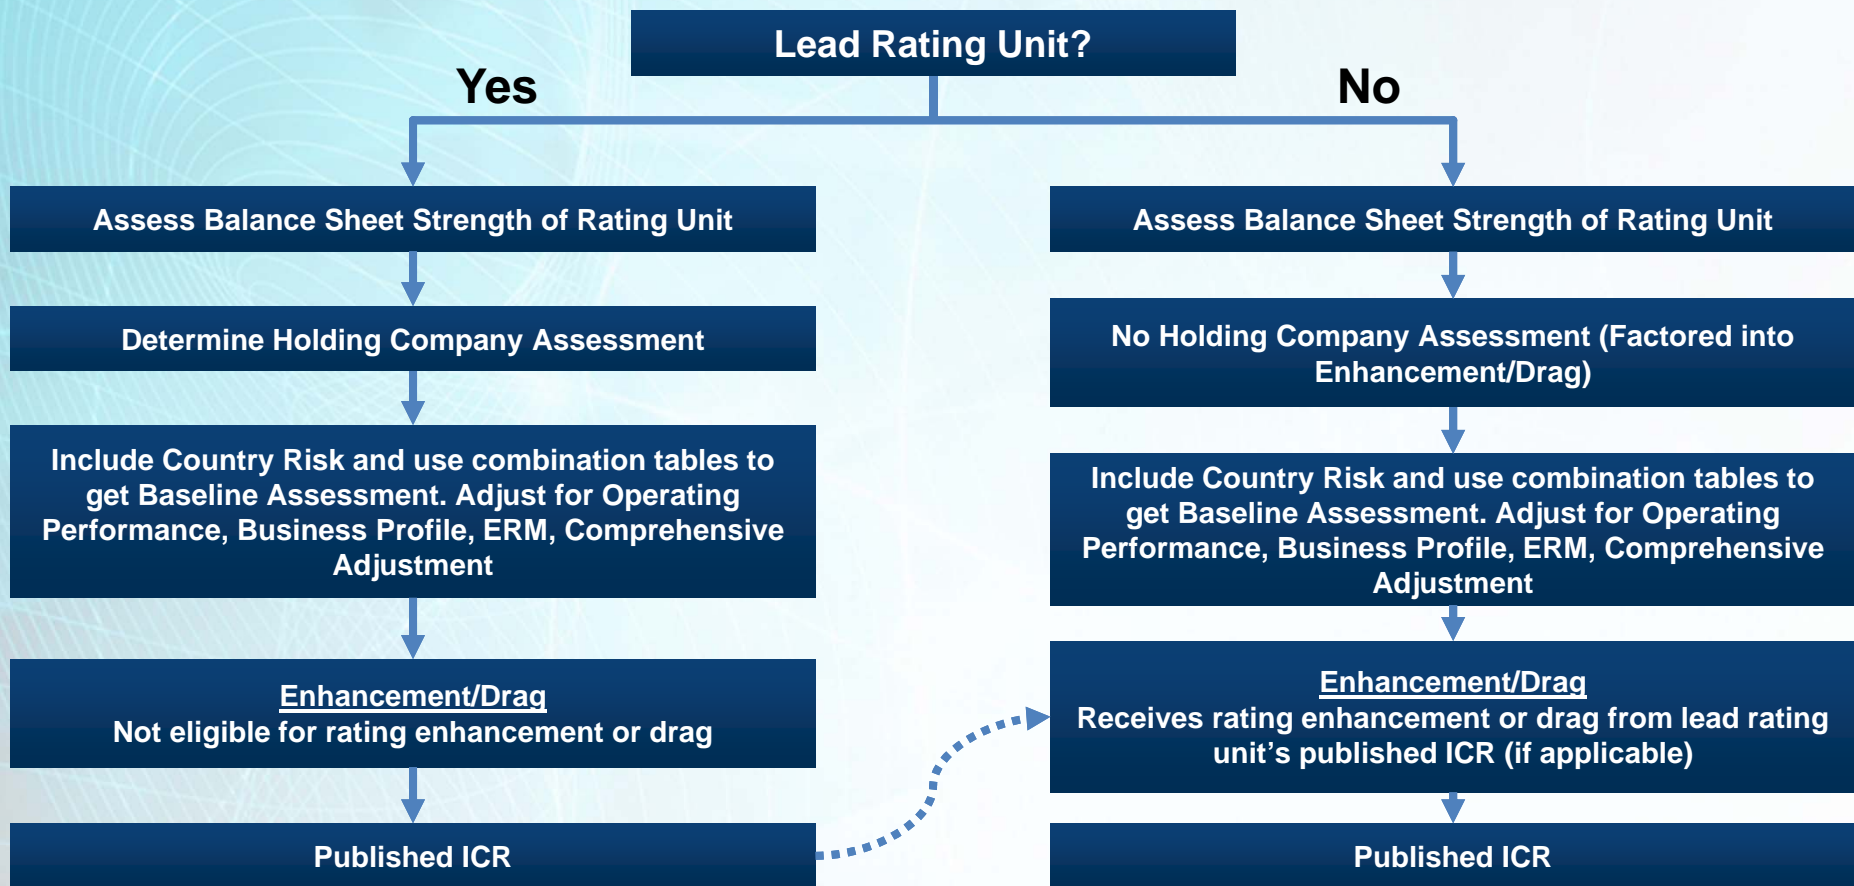 Lead Rating Unit?
Yes
No
Assess Balance Sheet Strength of Rating Unit
Determine Holding Company Assessment
Include Country Risk and use combination tables to
get Baseline Assessment. Adjust for Operating
Performance, Business Profile, ERM, Comprehensive
Adjustment
Enhancement/Drag
Not eligible for rating enhancement or drag
Published ICR
Assess Balance Sheet Strength of Rating Unit
No Holding Company Assessment (Factored into
Enhancement/Drag)
Include Country Risk and use combination tables to
get Baseline Assessment. Adjust for Operating
Performance, Business Profile, ERM, Comprehensive
Adjustment
Enhancement/Drag
Receives rating enhancement or drag from lead rating
unit’s published ICR (if applicable)
Published ICR